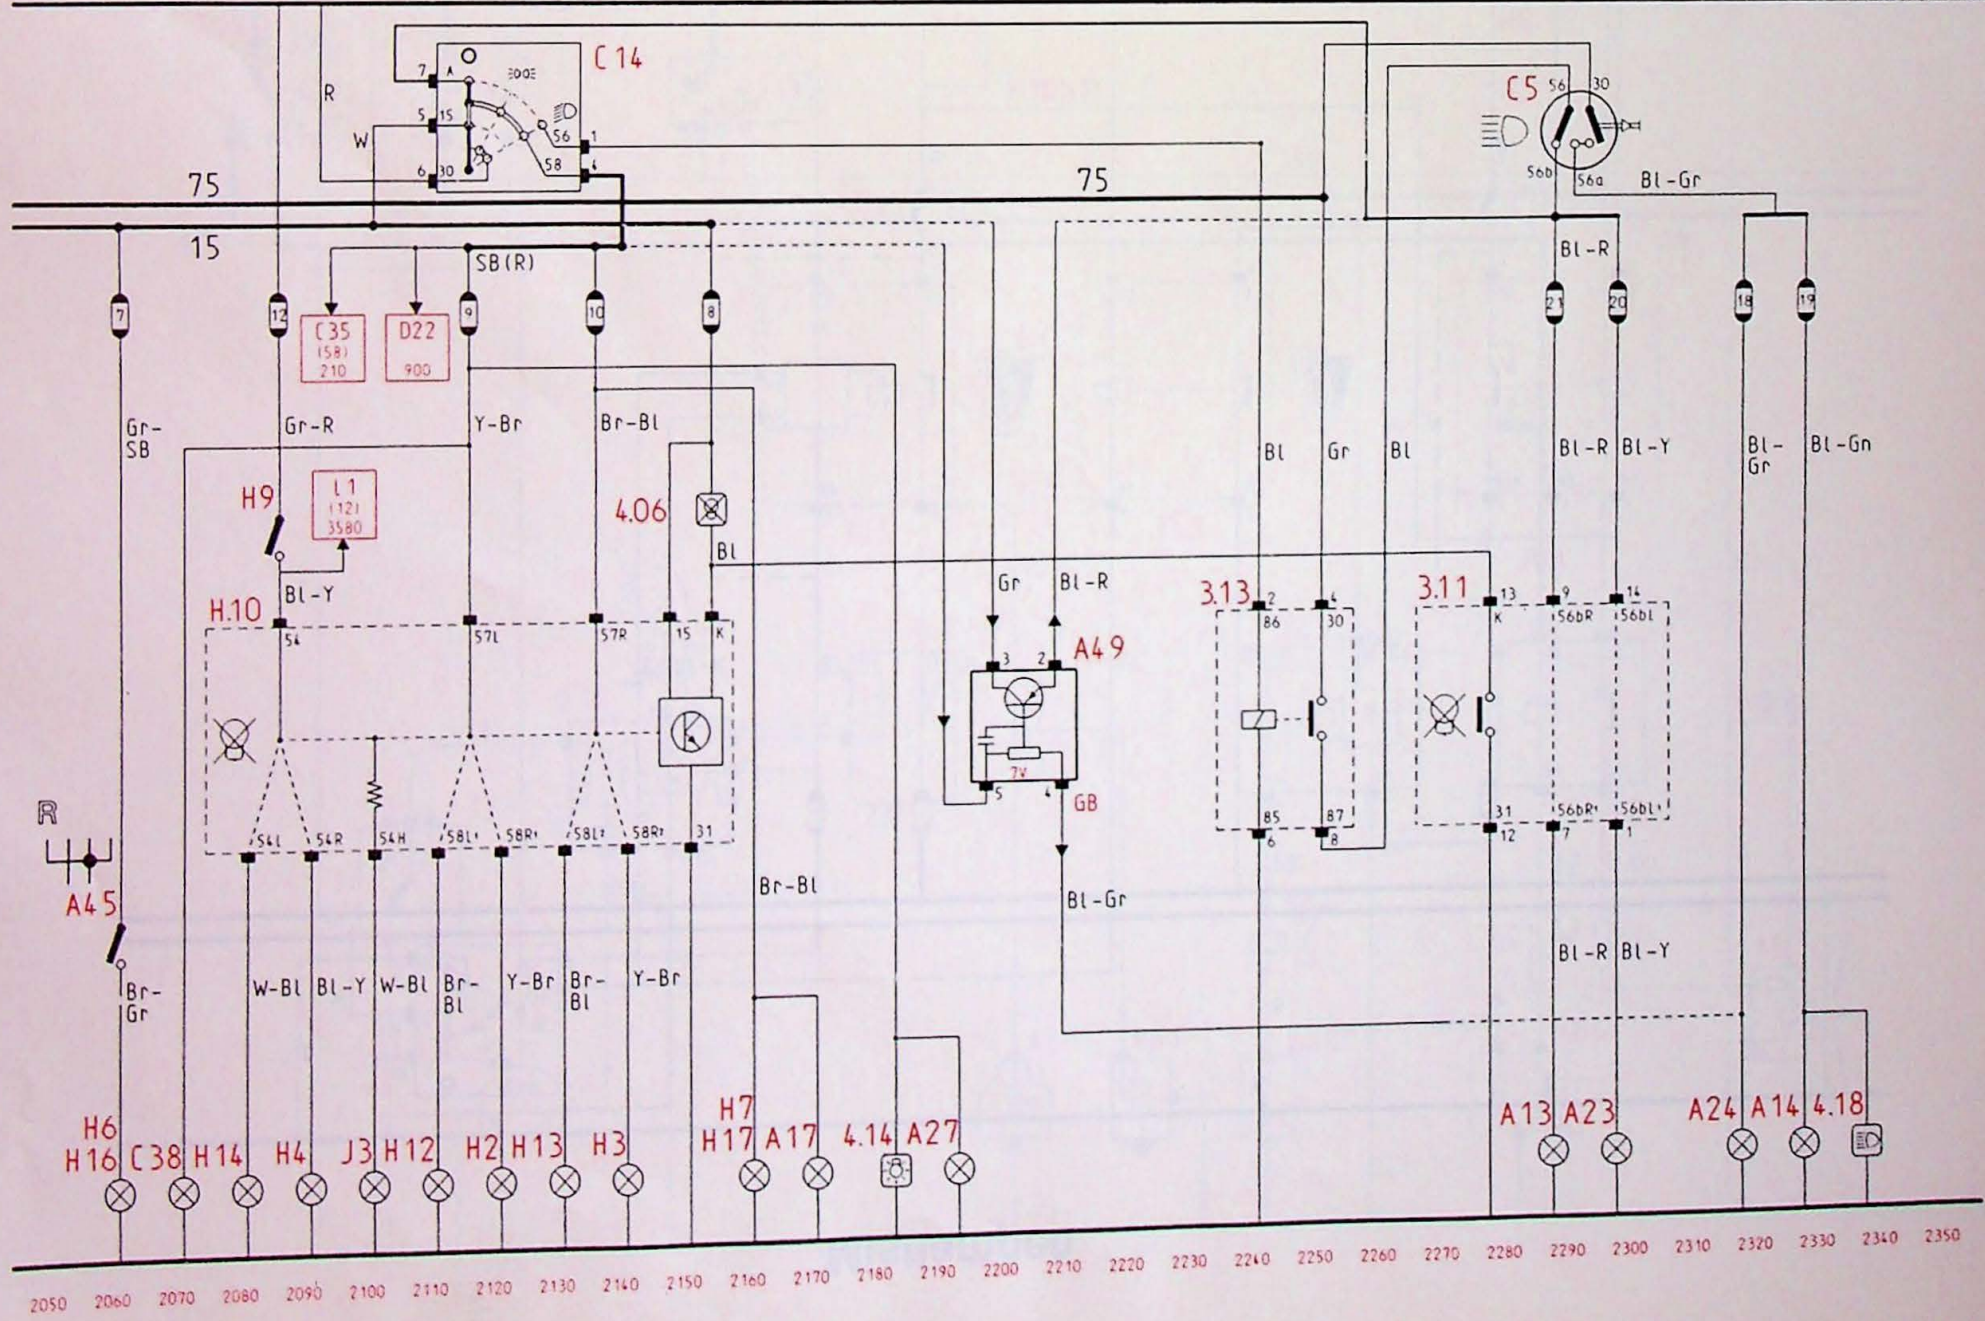 C14
C5
7 A
5 15
6 30
56 1
58 4
R
W
75
75
15
56 30
56b 56a
Bl-Gr
Bl-R
SB(R)
7 12 9 10 8 21 20 18 19
C35
(58)
210
D22
900
Gr-
SB
Gr-R
Y-Br
Br-Bl
Bl
Gr
Bl
Bl-R
Bl-Y
Bl-
Gr
Bl-Gn
H9
L1
(12)
3580
4.06
Bl
Bl-Y
Gr
Bl-R
H.10
54 57L 57R 15 K
3 2
A49
7V
5 4
GB
3.13
2 4
86 30
85 87
6 8
3.11
13 9 14
K 56bR 56bL
31 56bR1 56bL1
12 7 1
54L 54R 54H 58L1 58R1 58L2 58R2 31
R
A45
Br-
Gr
W-Bl Bl-Y W-Bl Br-
Bl
Y-Br Br-
Bl
Y-Br
Br-Bl
Bl-Gr
Bl-R Bl-Y
H6
H16 C38 H14 H4 J3 H12 H2 H13 H3
H7
H17 A17 4.14 A27
A13 A23 A24 A14 4.18
2050 2060 2070 2080 2090 2100 2110 2120 2130 2140 2150 2160 2170 2180 2190 2200 2210 2220 2230 2240 2250 2260 2270 2280 2290 2300 2310 2320 2330 2340 2350